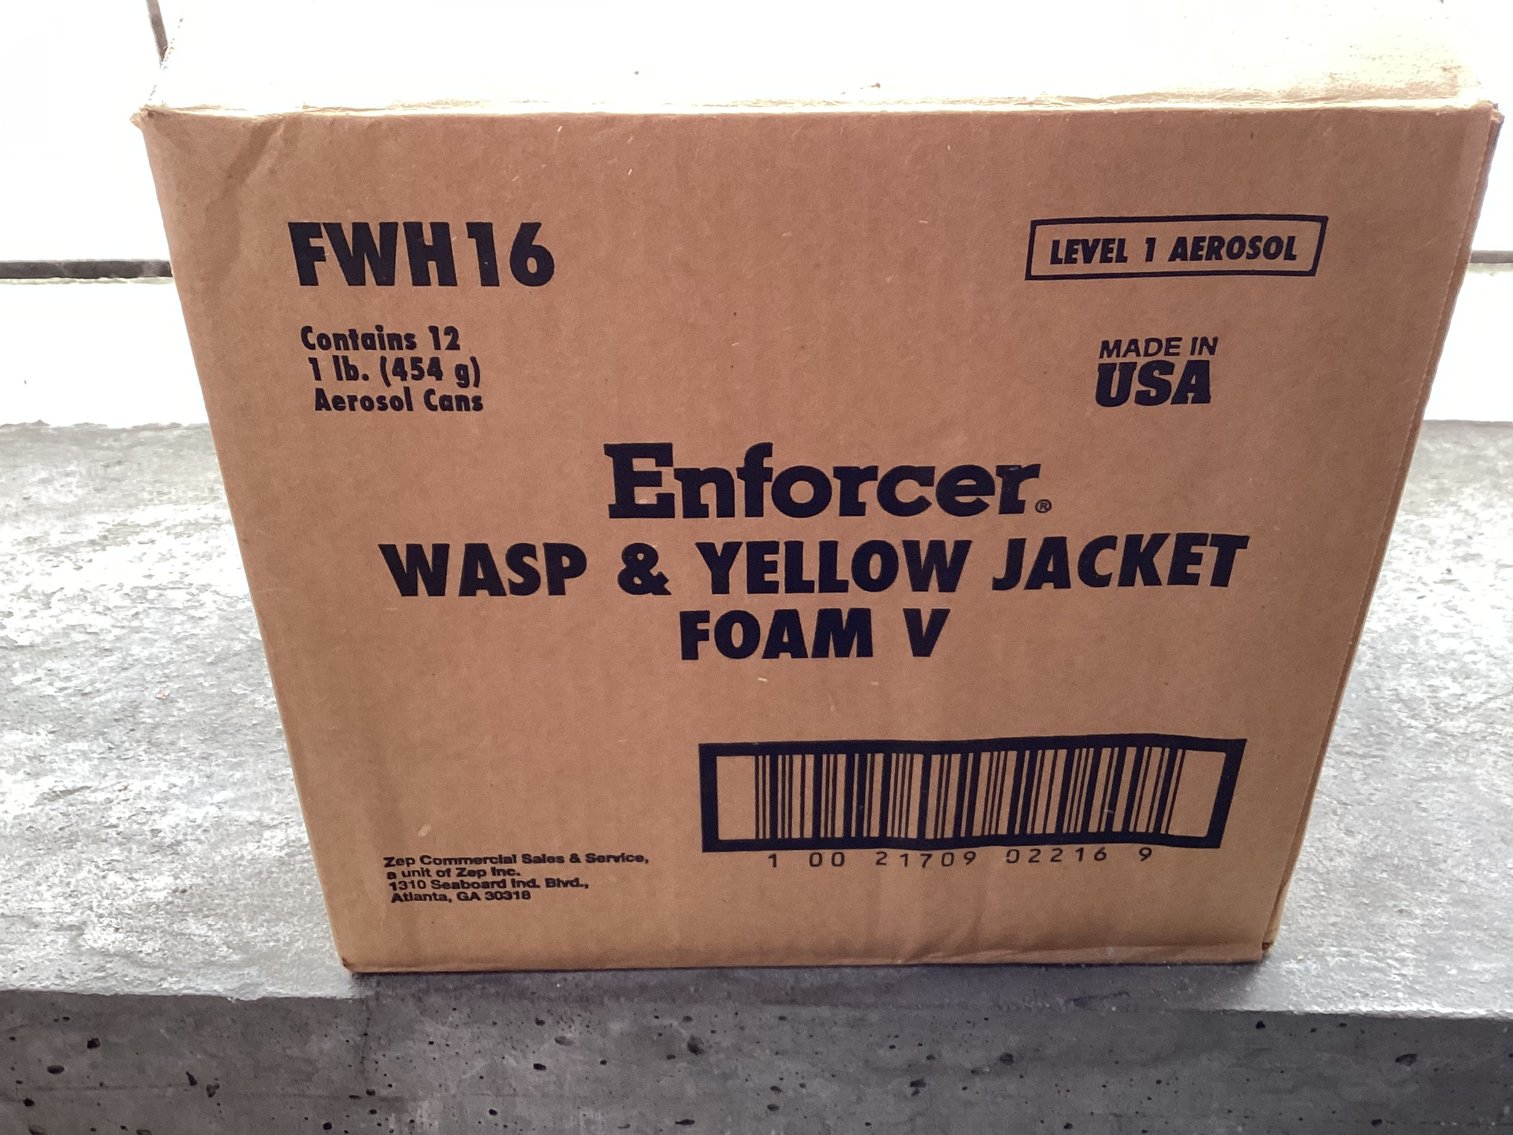 FWH16
LEVEL 1 AEROSOL
Contains 12
1 lb. (454 g)
Aerosol Cans
MADE IN
USA
Enforcer®
WASP & YELLOW JACKET
FOAM V
1 00 21709 02216 9
Zep Commercial Sales & Service,
a unit of Zep Inc.
1310 Seaboard Ind. Blvd.,
Atlanta, GA 30318